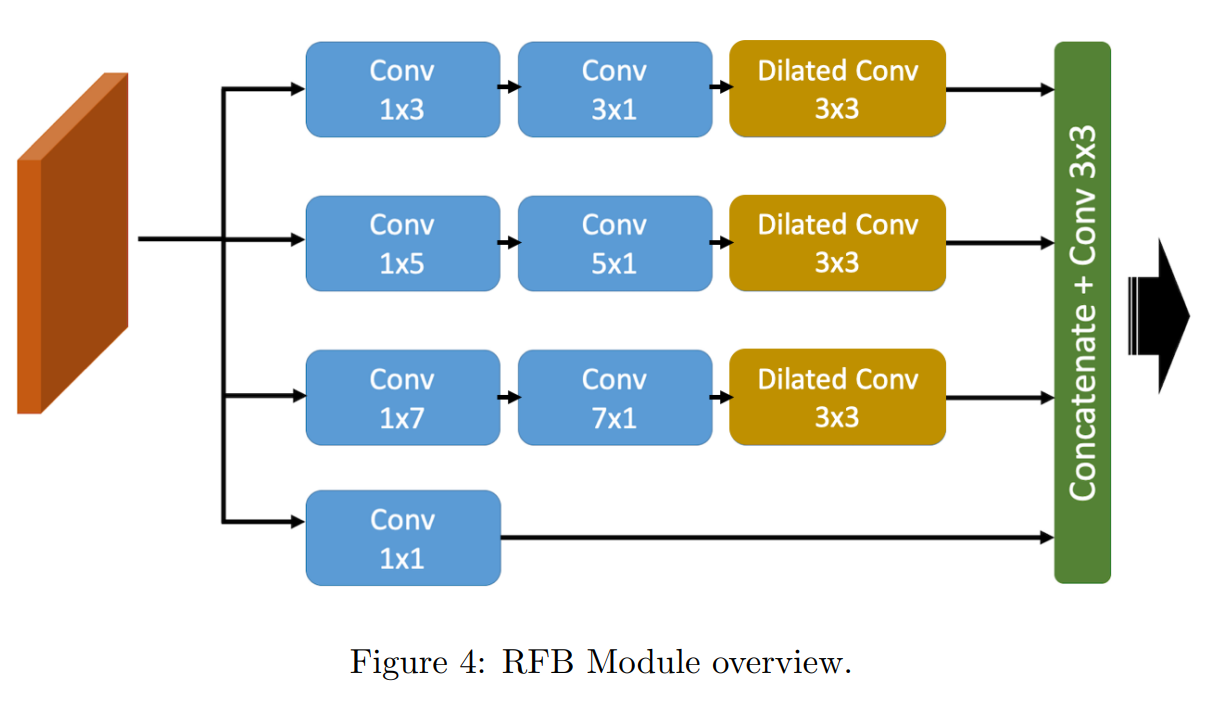 Conv
1x3
Conv
3x1
Dilated Conv
3x3
Conv
1x5
Conv
5x1
Dilated Conv
3x3
Conv
1x7
Conv
7x1
Dilated Conv
3x3
Conv
1x1
Concatenate + Conv 3x3
Figure 4: RFB Module overview.